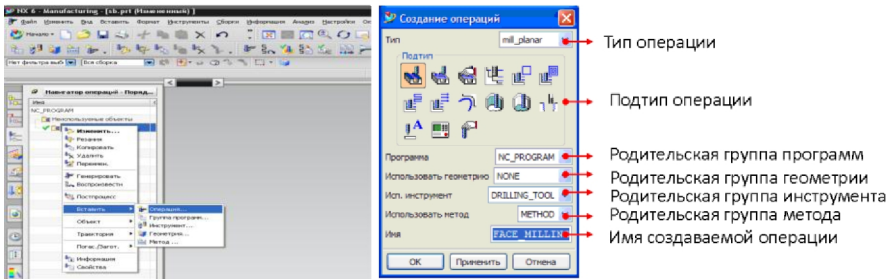 NX 6 - Manufacturing - [sb.prt (Измененный) ]
Файл Изменить Вид Вставить Формат Инструменты Сборки Информация Анализ Настройки
Начало
Нет фильтра выб Вся сборка
Навигатор операций - Поряд...
Имя
NC_PROGRAM
Неиспользуемые объекты
Изменить...
Резания
Копировать
Удалить
Переимен.
Генерировать
Воспроизвести
Постпроцесс
Вставить
Операция...
Объект
Группа программ...
Инструмент...
Траектория
Геометрия...
Метод ...
Информация
Свойства
Создание операций
Тип mill_planar
Подтип
Программа NC_PROGRAM
Использовать геометрию NONE
Исп. инструмент DRILLING_TOOL
Использовать метод METHOD
Имя FACE_MILLIN
OK Применить Отмена
Тип операции
Подтип операции
Родительская группа программ
Родительская группа геометрии
Родительская группа инструмента
Родительская группа метода
Имя создаваемой операции